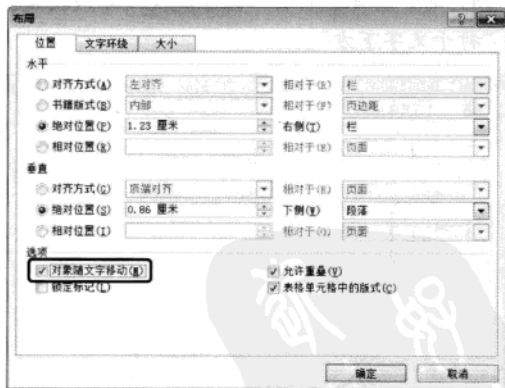 布局
位置 文字环绕 大小
水平
对齐方式(A) 左对齐 相对于(R) 栏
书籍版式(B) 内部 相对于(F) 页边距
绝对位置(P) 1.23 厘米 右侧(T) 栏
相对位置(R) 相对于(E) 页面
垂直
对齐方式(G) 顶端对齐 相对于(H) 页面
绝对位置(S) 0.86 厘米 下侧(W) 段落
相对位置(I) 相对于(O) 页面
选项
对象随文字移动(M) 允许重叠(V)
锁定标记(L) 表格单元格中的版式(C)
确定 取消